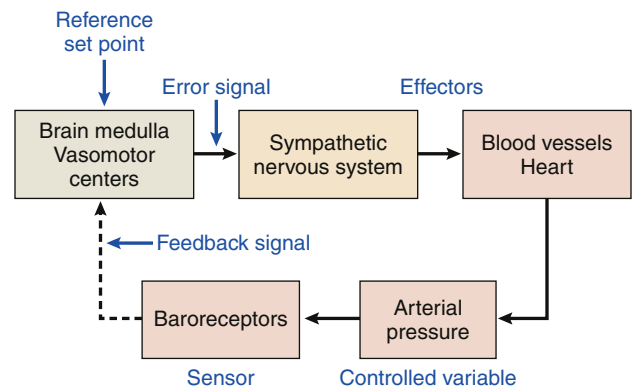 Reference
set point
Error signal
Effectors
Brain medulla
Vasomotor
centers
Sympathetic
nervous system
Blood vessels
Heart
Feedback signal
Baroreceptors
Arterial
pressure
Sensor
Controlled variable